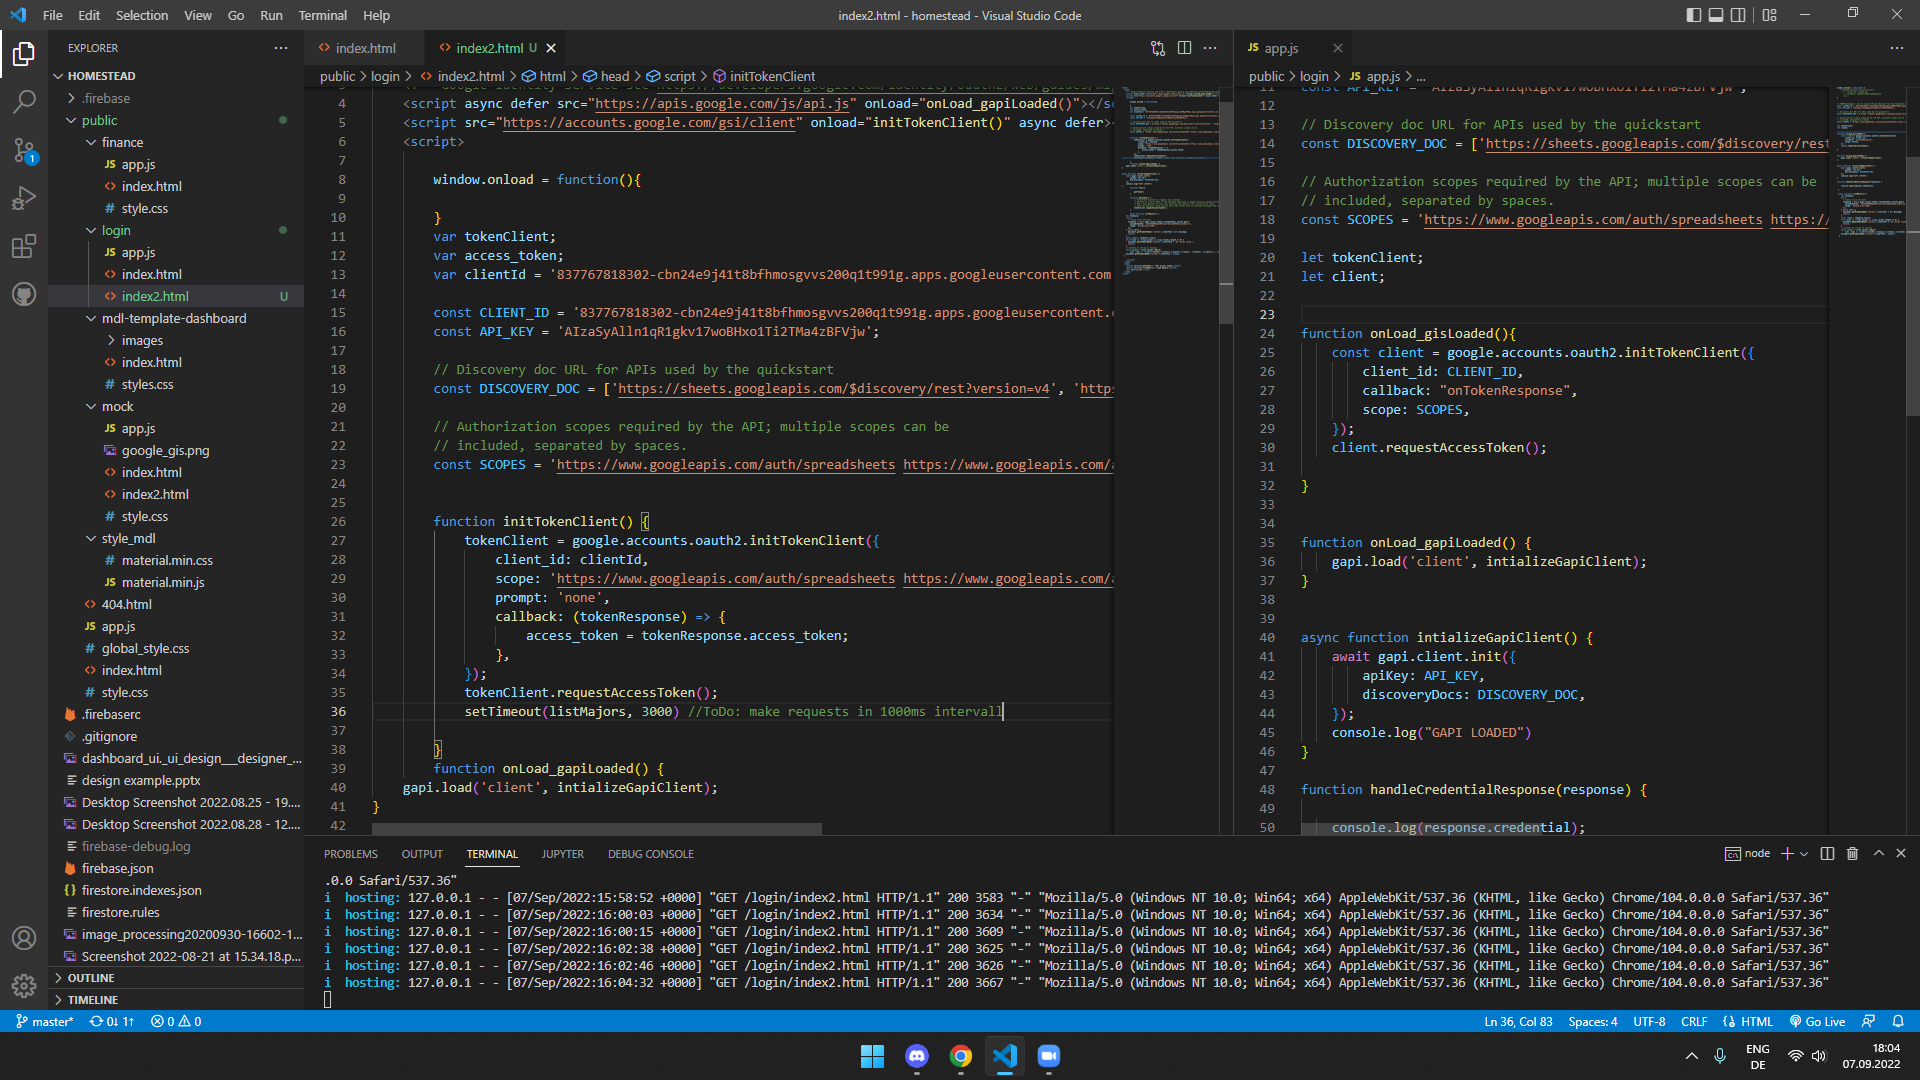 File Edit Selection View Go Run Terminal Help
index2.html - homestead - Visual Studio Code
EXPLORER
HOMESTEAD
.firebase
public
finance
JS app.js
<> index.html
# style.css
login
JS app.js
<> index.html
<> index2.html U
mdl-template-dashboard
images
<> index.html
# styles.css
mock
JS app.js
google_gis.png
<> index.html
<> index2.html
# style.css
style_mdl
# material.min.css
JS material.min.js
<> 404.html
JS app.js
# global_style.css
<> index.html
# style.css
.firebaserc
.gitignore
dashboard_ui._ui_design___designer_...
design example.pptx
Desktop Screenshot 2022.08.25 - 19....
Desktop Screenshot 2022.08.28 - 12....
firebase-debug.log
firebase.json
{} firestore.indexes.json
firestore.rules
image_processing20200930-16602-1...
Screenshot 2022-08-21 at 15.34.18.p...
OUTLINE
TIMELINE
1
<> index.html
<> index2.html U
public > login > <> index2.html > html > head > script > initTokenClient
4 <script async defer src="https://apis.google.com/js/api.js" onLoad="onLoad_gapiLoaded()"></sc
5 <script src="https://accounts.google.com/gsi/client" onload="initTokenClient()" async defer><
6 <script>
7
8 window.onload = function(){
9
10 }
11 var tokenClient;
12 var access_token;
13 var clientId = '837767818302-cbn24e9j41t8bfhmosgvvs200q1t991g.apps.googleusercontent.com
14
15 const CLIENT_ID = '837767818302-cbn24e9j41t8bfhmosgvvs200q1t991g.apps.googleusercontent.c
16 const API_KEY = 'AIzaSyAlln1qR1gkv17woBHxo1Ti2TMa4zBFVjw';
17
18 // Discovery doc URL for APIs used by the quickstart
19 const DISCOVERY_DOC = ['https://sheets.googleapis.com/$discovery/rest?version=v4', 'https
20
21 // Authorization scopes required by the API; multiple scopes can be
22 // included, separated by spaces.
23 const SCOPES = 'https://www.googleapis.com/auth/spreadsheets https://www.googleapis.com/a
24
25
26 function initTokenClient() {
27 tokenClient = google.accounts.oauth2.initTokenClient({
28 client_id: clientId,
29 scope: 'https://www.googleapis.com/auth/spreadsheets https://www.googleapis.com/a
30 prompt: 'none',
31 callback: (tokenResponse) => {
32 access_token = tokenResponse.access_token;
33 },
34 });
35 tokenClient.requestAccessToken();
36 setTimeout(listMajors, 3000) //ToDo: make requests in 1000ms intervall
37
38 }
39 function onLoad_gapiLoaded() {
40 gapi.load('client', intializeGapiClient);
41 }
42
JS app.js
public > login > JS app.js > ...
12
13 // Discovery doc URL for APIs used by the quickstart
14 const DISCOVERY_DOC = ['https://sheets.googleapis.com/$discovery/rest
15
16 // Authorization scopes required by the API; multiple scopes can be
17 // included, separated by spaces.
18 const SCOPES = 'https://www.googleapis.com/auth/spreadsheets https:/
19
20 let tokenClient;
21 let client;
22
23
24 function onLoad_gisLoaded(){
25 const client = google.accounts.oauth2.initTokenClient({
26 client_id: CLIENT_ID,
27 callback: "onTokenResponse",
28 scope: SCOPES,
29 });
30 client.requestAccessToken();
31
32 }
33
34
35 function onLoad_gapiLoaded() {
36 gapi.load('client', intializeGapiClient);
37 }
38
39
40 async function intializeGapiClient() {
41 await gapi.client.init({
42 apiKey: API_KEY,
43 discoveryDocs: DISCOVERY_DOC,
44 });
45 console.log("GAPI LOADED")
46 }
47
48 function handleCredentialResponse(response) {
49
50 console.log(response.credential);
PROBLEMS OUTPUT TERMINAL JUPYTER DEBUG CONSOLE
node
.0.0 Safari/537.36"
i hosting: 127.0.0.1 - - [07/Sep/2022:15:58:52 +0000] "GET /login/index2.html HTTP/1.1" 200 3583 "-" "Mozilla/5.0 (Windows NT 10.0; Win64; x64) AppleWebKit/537.36 (KHTML, like Gecko) Chrome/104.0.0.0 Safari/537.36"
i hosting: 127.0.0.1 - - [07/Sep/2022:16:00:03 +0000] "GET /login/index2.html HTTP/1.1" 200 3634 "-" "Mozilla/5.0 (Windows NT 10.0; Win64; x64) AppleWebKit/537.36 (KHTML, like Gecko) Chrome/104.0.0.0 Safari/537.36"
i hosting: 127.0.0.1 - - [07/Sep/2022:16:00:15 +0000] "GET /login/index2.html HTTP/1.1" 200 3609 "-" "Mozilla/5.0 (Windows NT 10.0; Win64; x64) AppleWebKit/537.36 (KHTML, like Gecko) Chrome/104.0.0.0 Safari/537.36"
i hosting: 127.0.0.1 - - [07/Sep/2022:16:02:38 +0000] "GET /login/index2.html HTTP/1.1" 200 3625 "-" "Mozilla/5.0 (Windows NT 10.0; Win64; x64) AppleWebKit/537.36 (KHTML, like Gecko) Chrome/104.0.0.0 Safari/537.36"
i hosting: 127.0.0.1 - - [07/Sep/2022:16:02:46 +0000] "GET /login/index2.html HTTP/1.1" 200 3626 "-" "Mozilla/5.0 (Windows NT 10.0; Win64; x64) AppleWebKit/537.36 (KHTML, like Gecko) Chrome/104.0.0.0 Safari/537.36"
i hosting: 127.0.0.1 - - [07/Sep/2022:16:04:32 +0000] "GET /login/index2.html HTTP/1.1" 200 3667 "-" "Mozilla/5.0 (Windows NT 10.0; Win64; x64) AppleWebKit/537.36 (KHTML, like Gecko) Chrome/104.0.0.0 Safari/537.36"
master* 0↓ 1↑ 0 0
Ln 36, Col 83 Spaces: 4 UTF-8 CRLF HTML Go Live
ENG
DE
18:04
07.09.2022